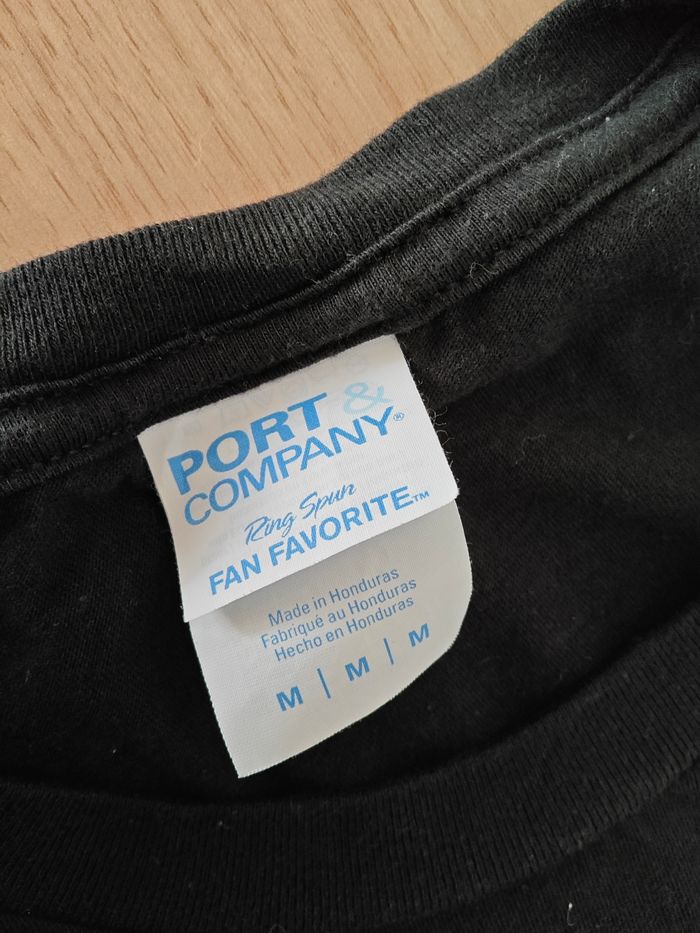 PORT &
COMPANY®
Ring Spun
FAN FAVORITE™
Made in Honduras
Fabriqué au Honduras
Hecho en Honduras
M | M | M